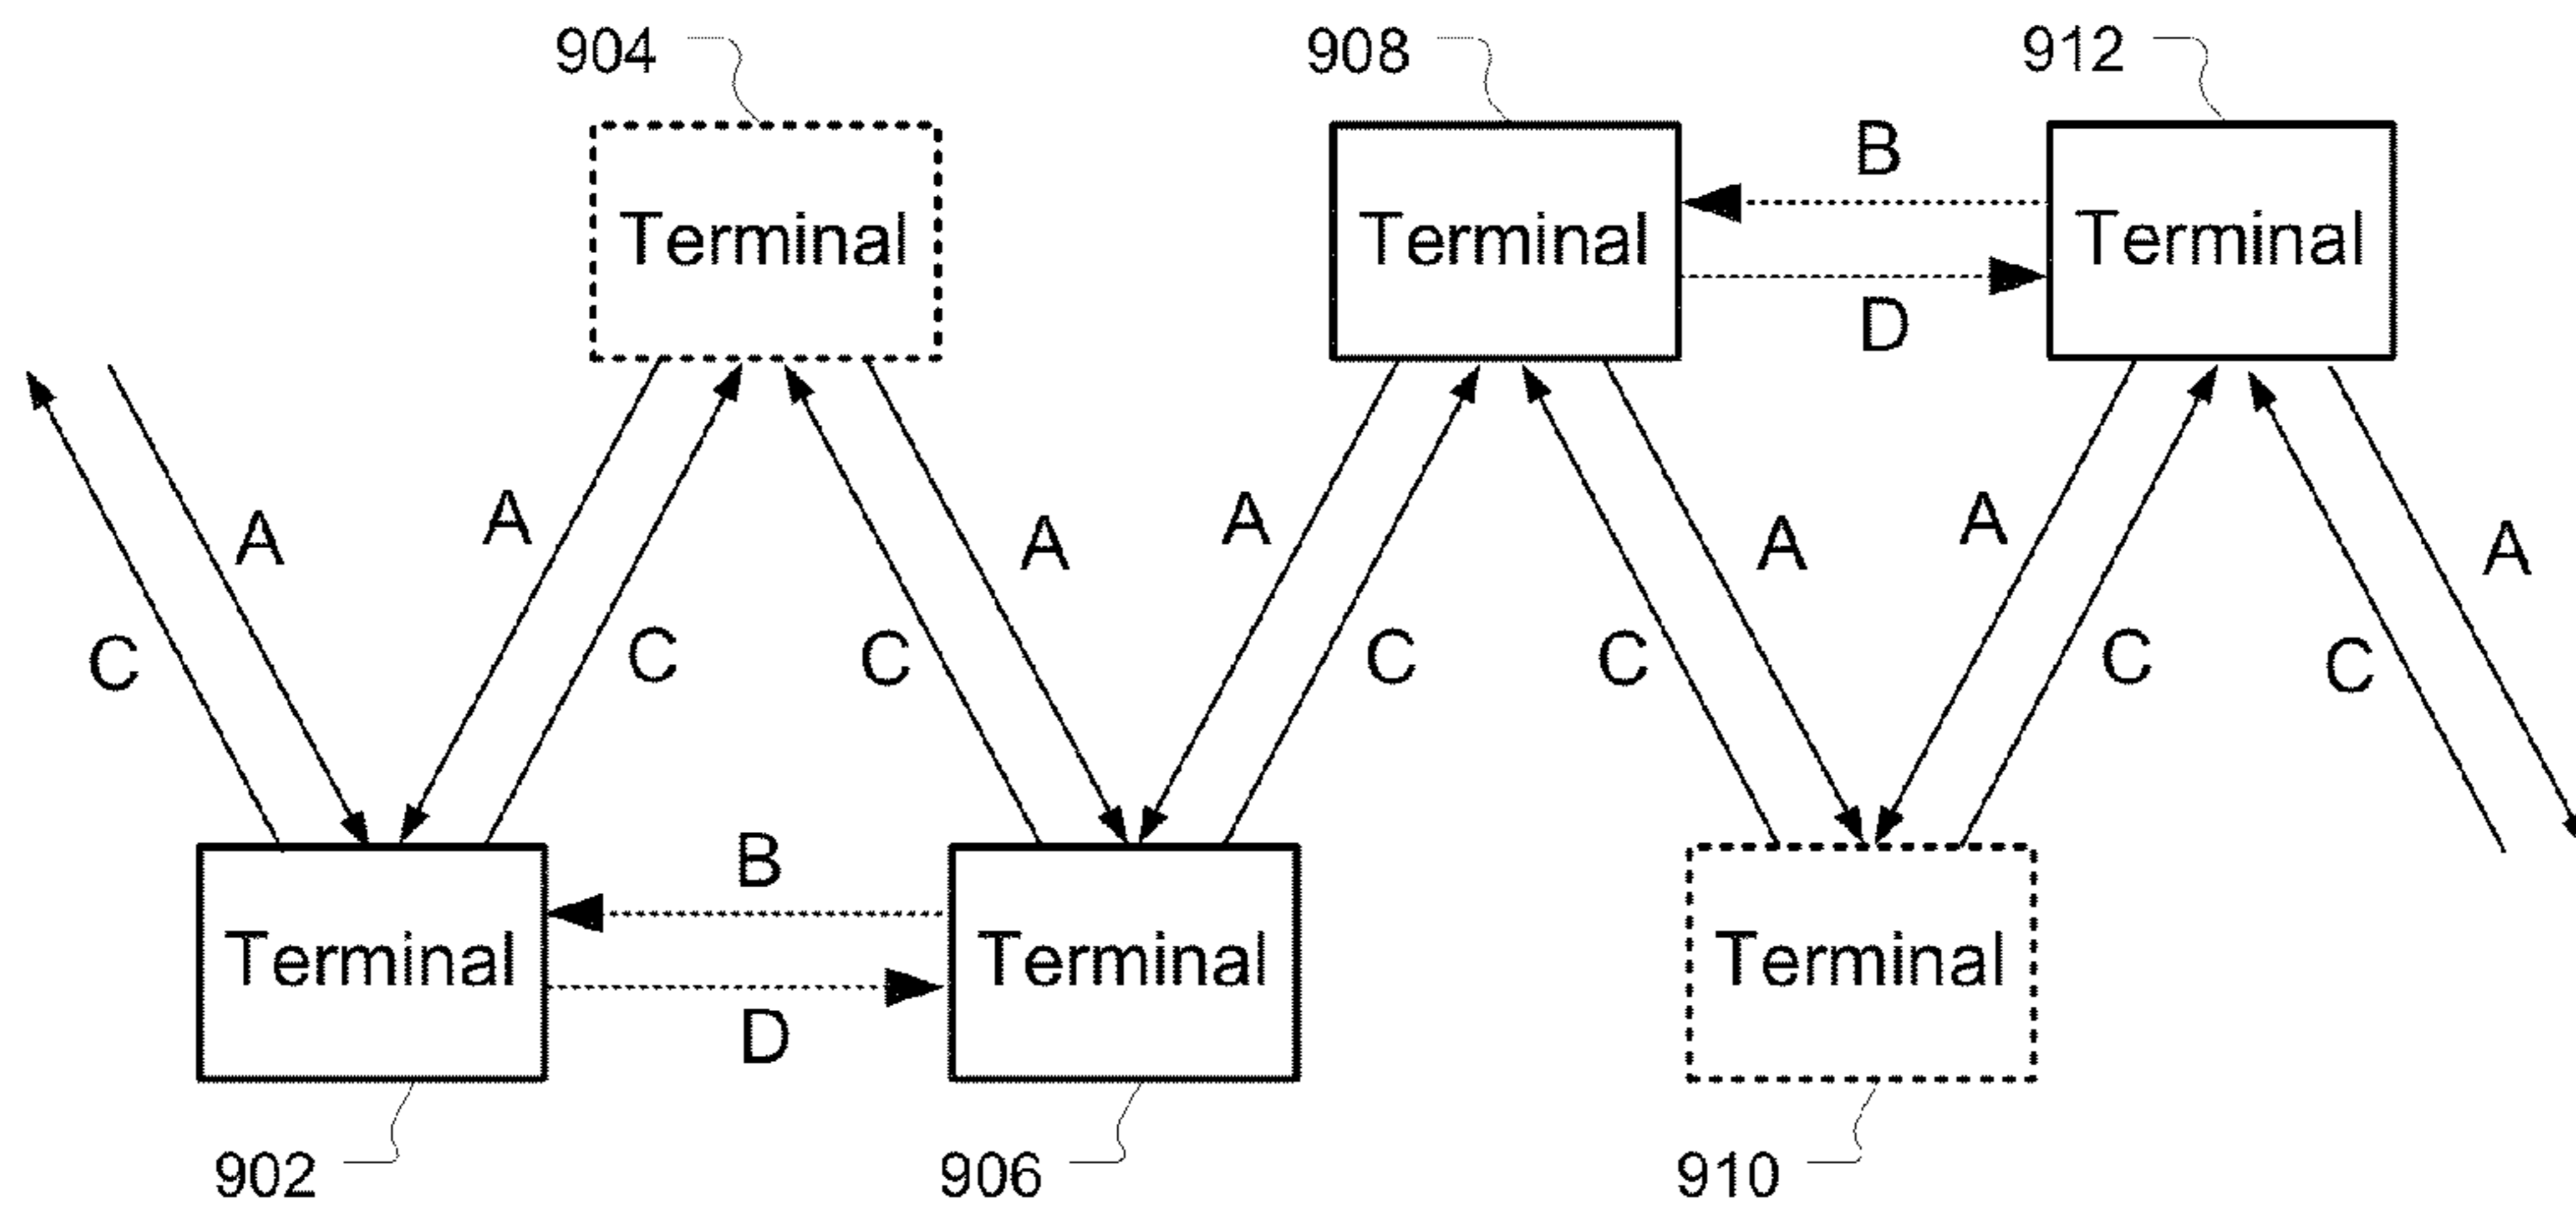 904 908 912
B
Terminal Terminal Terminal
D
A A A A A A A
C C C C C C C
B
Terminal Terminal Terminal
D
902 906 910